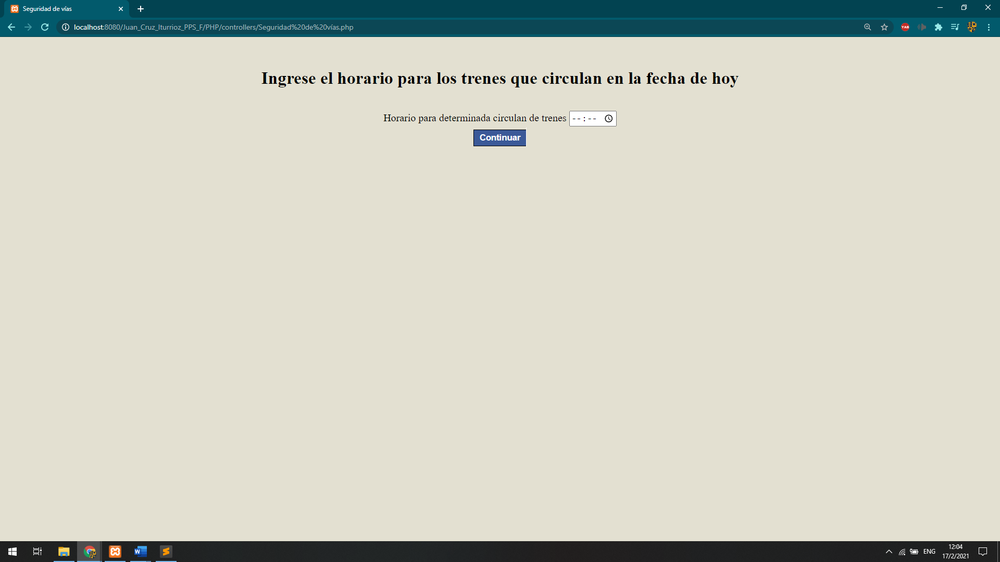 Seguridad de vías
localhost:8080/Juan_Cruz_Iturrioz_PPS_F/PHP/controllers/Seguridad%20de%20vías.php
YAB
Ingrese el horario para los trenes que circulan en la fecha de hoy
Horario para determinada circulan de trenes --:--
Continuar
W
ENG
12:04
17/2/2021